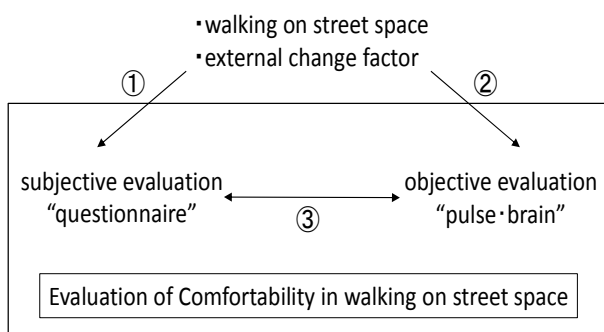 ・walking on street space
・external change factor
① ②
subjective evaluation
“questionnaire”
objective evaluation
“pulse・brain”
③
Evaluation of Comfortability in walking on street space